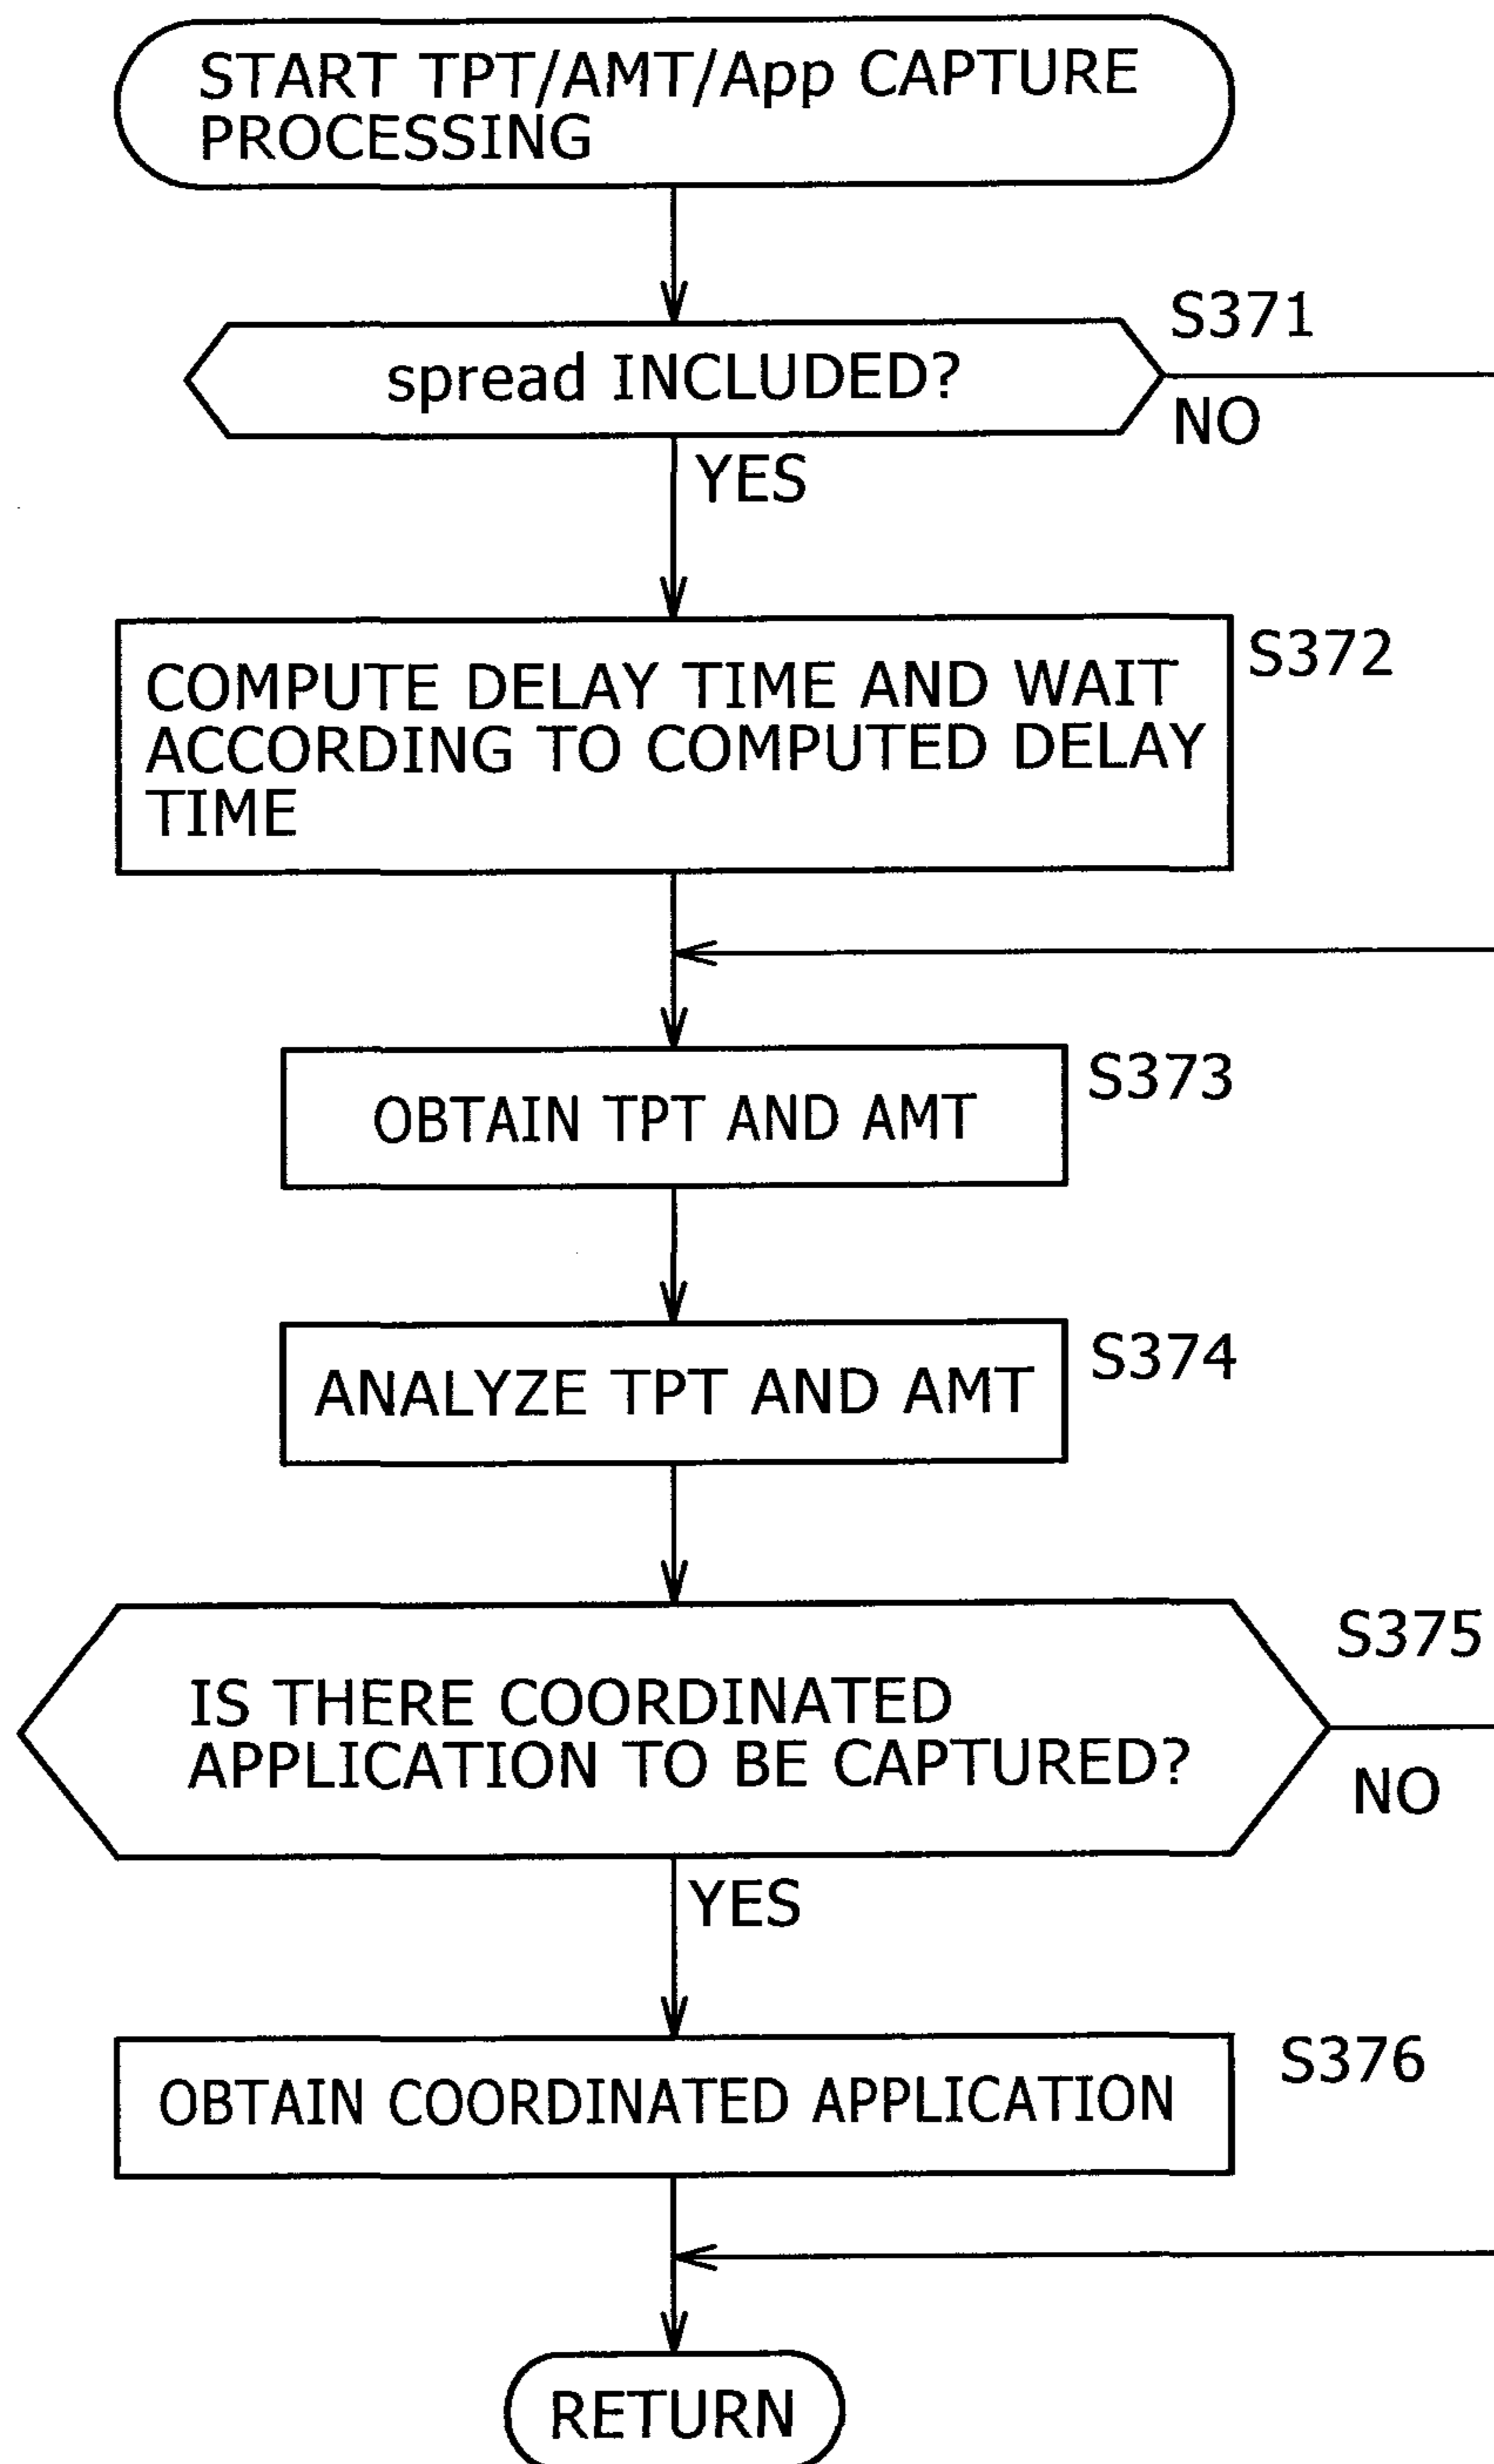 START TPT/AMT/App CAPTURE
PROCESSING
S371
spread INCLUDED?
NO
YES
S372
COMPUTE DELAY TIME AND WAIT
ACCORDING TO COMPUTED DELAY
TIME
S373
OBTAIN TPT AND AMT
S374
ANALYZE TPT AND AMT
S375
IS THERE COORDINATED
APPLICATION TO BE CAPTURED?
NO
YES
S376
OBTAIN COORDINATED APPLICATION
RETURN